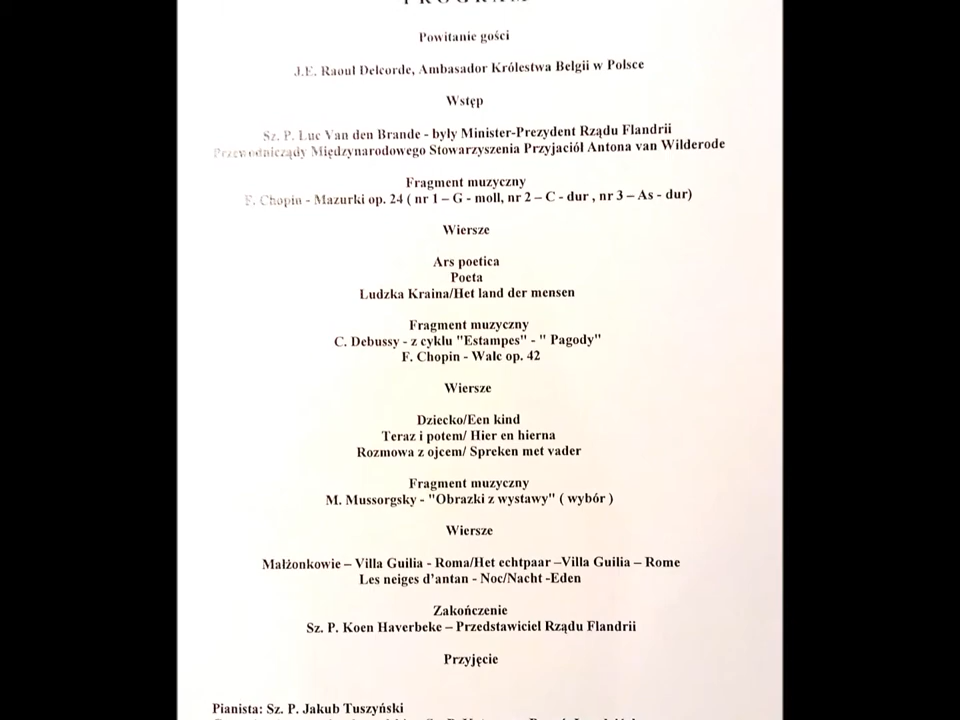 PROGRAM
Powitanie gości
J.E. Raoul Delcorde, Ambasador Królestwa Belgii w Polsce
Wstęp
Sz. P. Luc Van den Brande - były Minister-Prezydent Rządu Flandrii
Przewodnicządy Międzynarodowego Stowarzyszenia Przyjaciół Antona van Wilderode
Fragment muzyczny
F. Chopin - Mazurki op. 24 ( nr 1 – G - moll, nr 2 – C - dur , nr 3 – As - dur)
Wiersze
Ars poetica
Poeta
Ludzka Kraina/Het land der mensen
Fragment muzyczny
C. Debussy - z cyklu "Estampes" - " Pagody"
F. Chopin - Walc op. 42
Wiersze
Dziecko/Een kind
Teraz i potem/ Hier en hierna
Rozmowa z ojcem/ Spreken met vader
Fragment muzyczny
M. Mussorgsky - "Obrazki z wystawy" ( wybór )
Wiersze
Małżonkowie – Villa Guilia - Roma/Het echtpaar –Villa Guilia – Rome
Les neiges d'antan - Noc/Nacht -Eden
Zakończenie
Sz. P. Koen Haverbeke – Przedstawiciel Rządu Flandrii
Przyjęcie
Pianista: Sz. P. Jakub Tuszyński